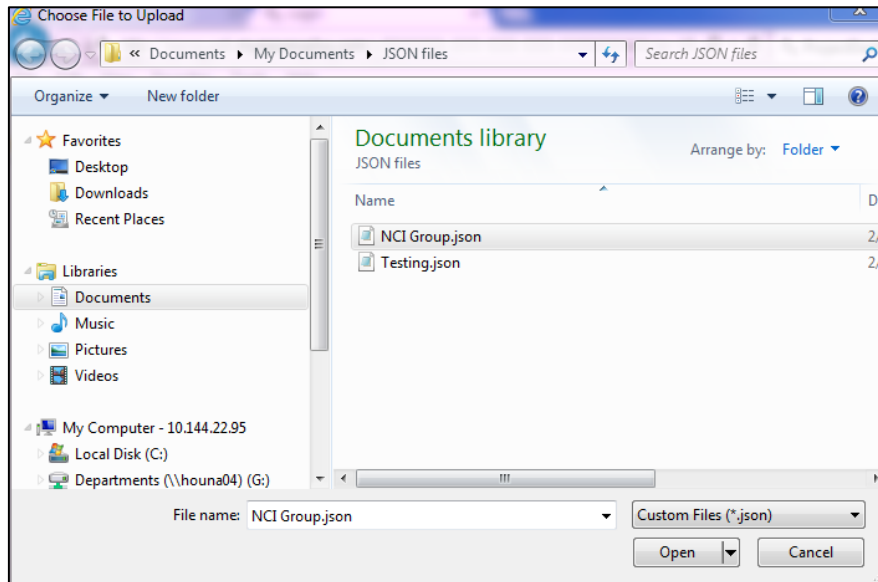 Choose File to Upload
« Documents My Documents JSON files Search JSON files
Organize New folder
Favorites
Desktop
Downloads
Recent Places
Libraries
Documents
Music
Pictures
Videos
My Computer - 10.144.22.95
Local Disk (C:)
Departments (\\houna04) (G:)
Documents library
JSON files
Arrange by: Folder
Name D
NCI Group.json 2/
Testing.json 2/
File name: NCI Group.json Custom Files (*.json)
Open Cancel